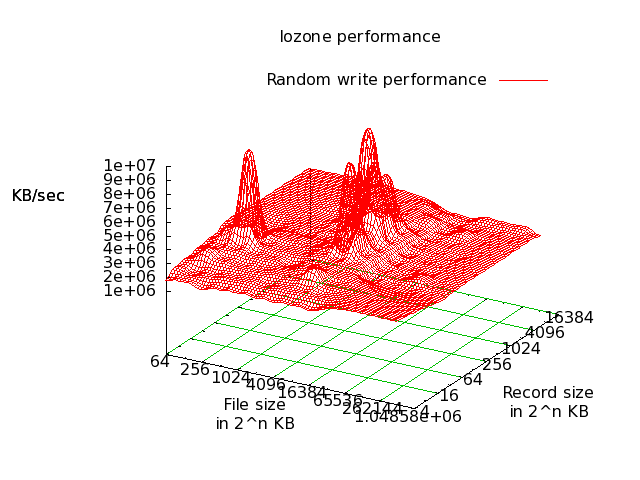 Iozone performance
Random write performance
KB/sec
1e+07
9e+06
8e+06
7e+06
6e+06
5e+06
4e+06
3e+06
2e+06
1e+06
64
256
1024
4096
16384
65536
262144
1.04858e+06
File size
in 2^n KB
4
16
64
256
1024
4096
16384
Record size
in 2^n KB